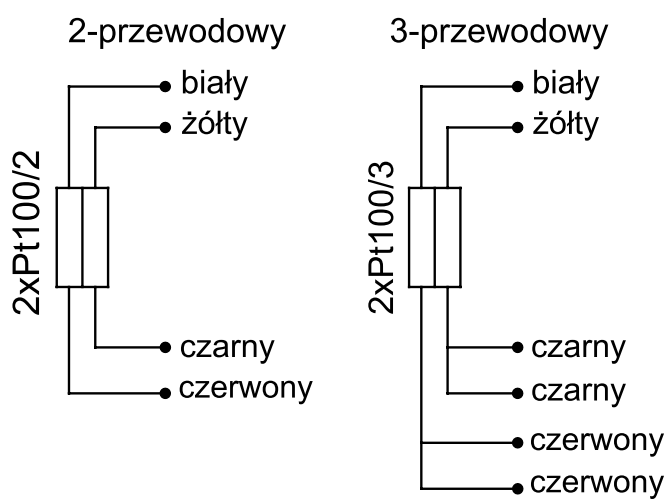 2-przewodowy
biały
żółty
2xPt100/2
czarny
czerwony
3-przewodowy
biały
żółty
2xPt100/3
czarny
czarny
czerwony
czerwony